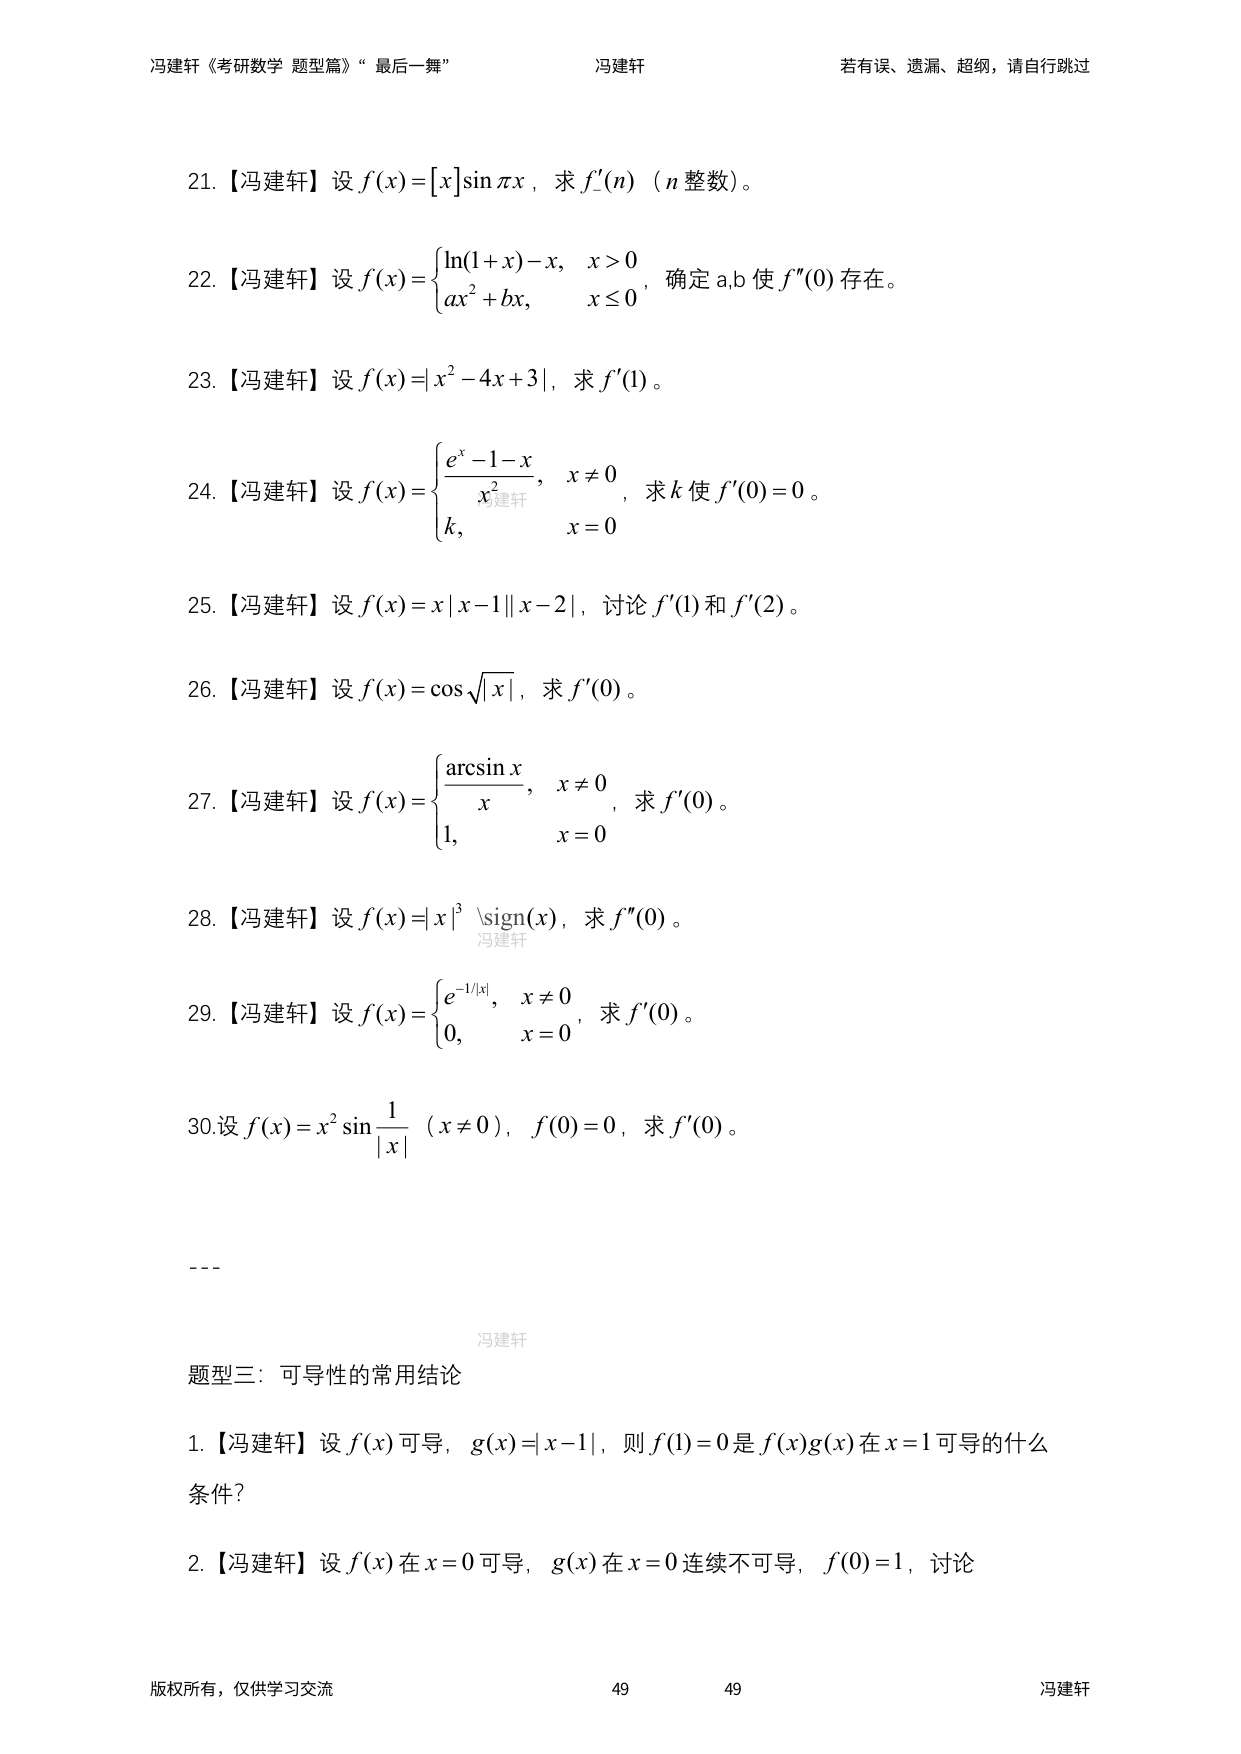 冯建轩《考研数学 题型篇》“ 最后一舞” 冯建轩 若有误、遗漏、超纲，请自行跳过
21.【冯建轩】设 f(x)=[x]sin πx，求 f₋′(n)（n 整数）。
22.【冯建轩】设 f(x)={ln(1+x)−x, x>0; ax²+bx, x≤0，确定 a,b 使 f″(0) 存在。
23.【冯建轩】设 f(x)=|x²−4x+3|，求 f′(1)。
24.【冯建轩】设 f(x)={(eˣ−1−x)/x², x≠0; k, x=0，求 k 使 f′(0)=0。
冯建轩
25.【冯建轩】设 f(x)=x|x−1||x−2|，讨论 f′(1) 和 f′(2)。
26.【冯建轩】设 f(x)=cos√|x|，求 f′(0)。
27.【冯建轩】设 f(x)={arcsin x/x, x≠0; 1, x=0，求 f′(0)。
28.【冯建轩】设 f(x)=|x|³ \sign(x)，求 f″(0)。
冯建轩
29.【冯建轩】设 f(x)={e^(−1/|x|), x≠0; 0, x=0，求 f′(0)。
30.设 f(x)=x² sin 1/|x|（x≠0），f(0)=0，求 f′(0)。
---
冯建轩
题型三：可导性的常用结论
1.【冯建轩】设 f(x) 可导，g(x)=|x−1|，则 f(1)=0 是 f(x)g(x) 在 x=1 可导的什么
条件？
2.【冯建轩】设 f(x) 在 x=0 可导，g(x) 在 x=0 连续不可导，f(0)=1，讨论
版权所有，仅供学习交流 49 49 冯建轩